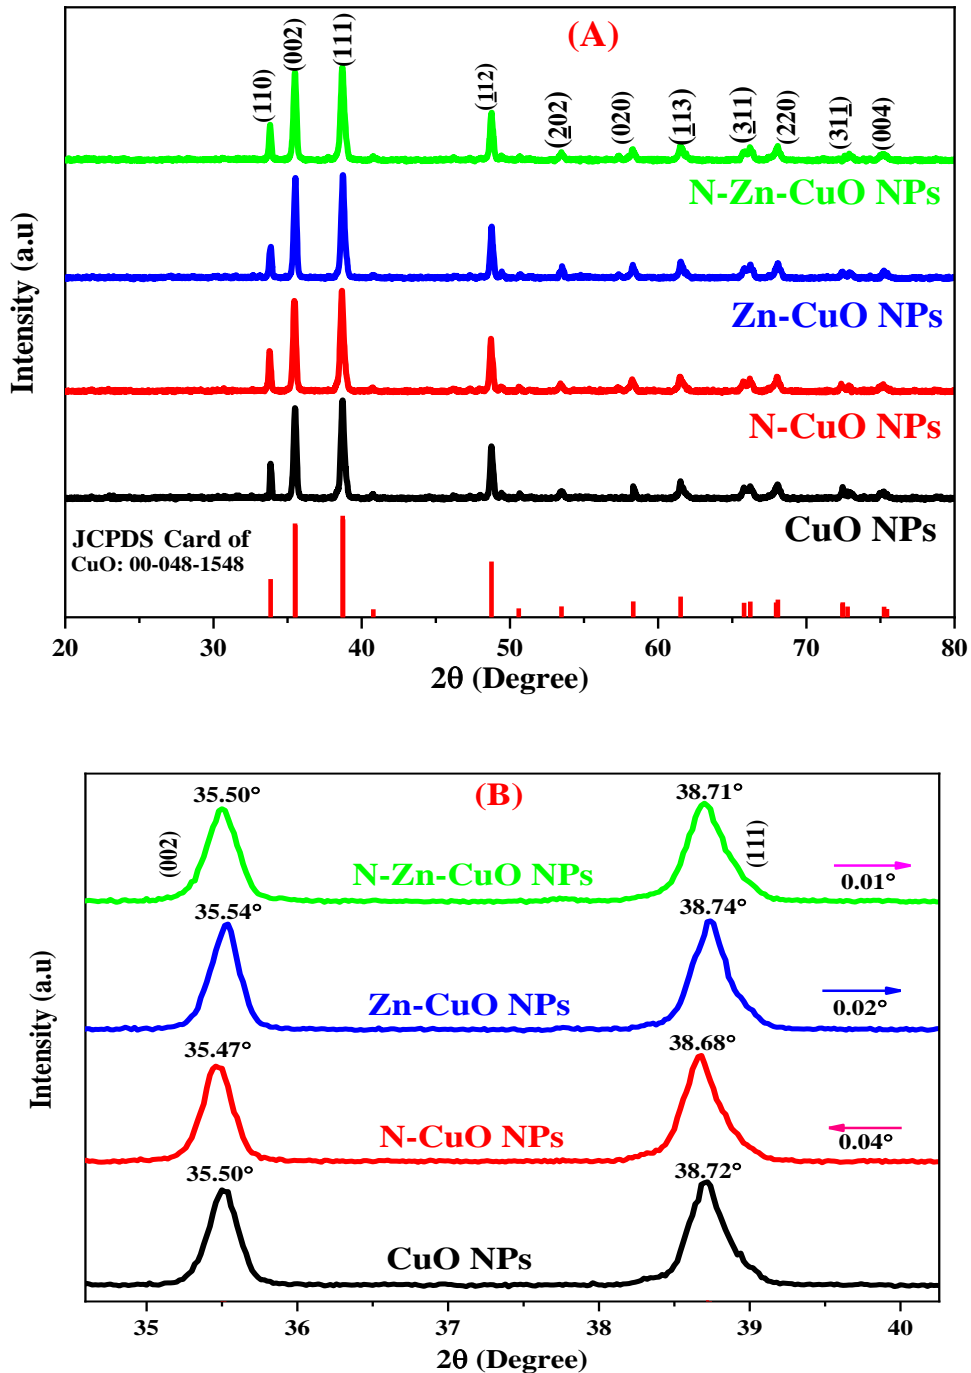 (A)
(110)
(002)
(111)
(112)
(202)
(020)
(113)
(311)
(220)
(311)
(004)
N-Zn-CuO NPs
Zn-CuO NPs
N-CuO NPs
CuO NPs
JCPDS Card of
CuO: 00-048-1548
Intensity (a.u)
20 30 40 50 60 70 80
2θ (Degree)
(B)
35.50° 38.71°
(002)
(111)
N-Zn-CuO NPs
0.01°
35.54° 38.74°
Zn-CuO NPs
0.02°
35.47° 38.68°
N-CuO NPs
0.04°
35.50° 38.72°
CuO NPs
Intensity (a.u)
35 36 37 38 39 40
2θ (Degree)